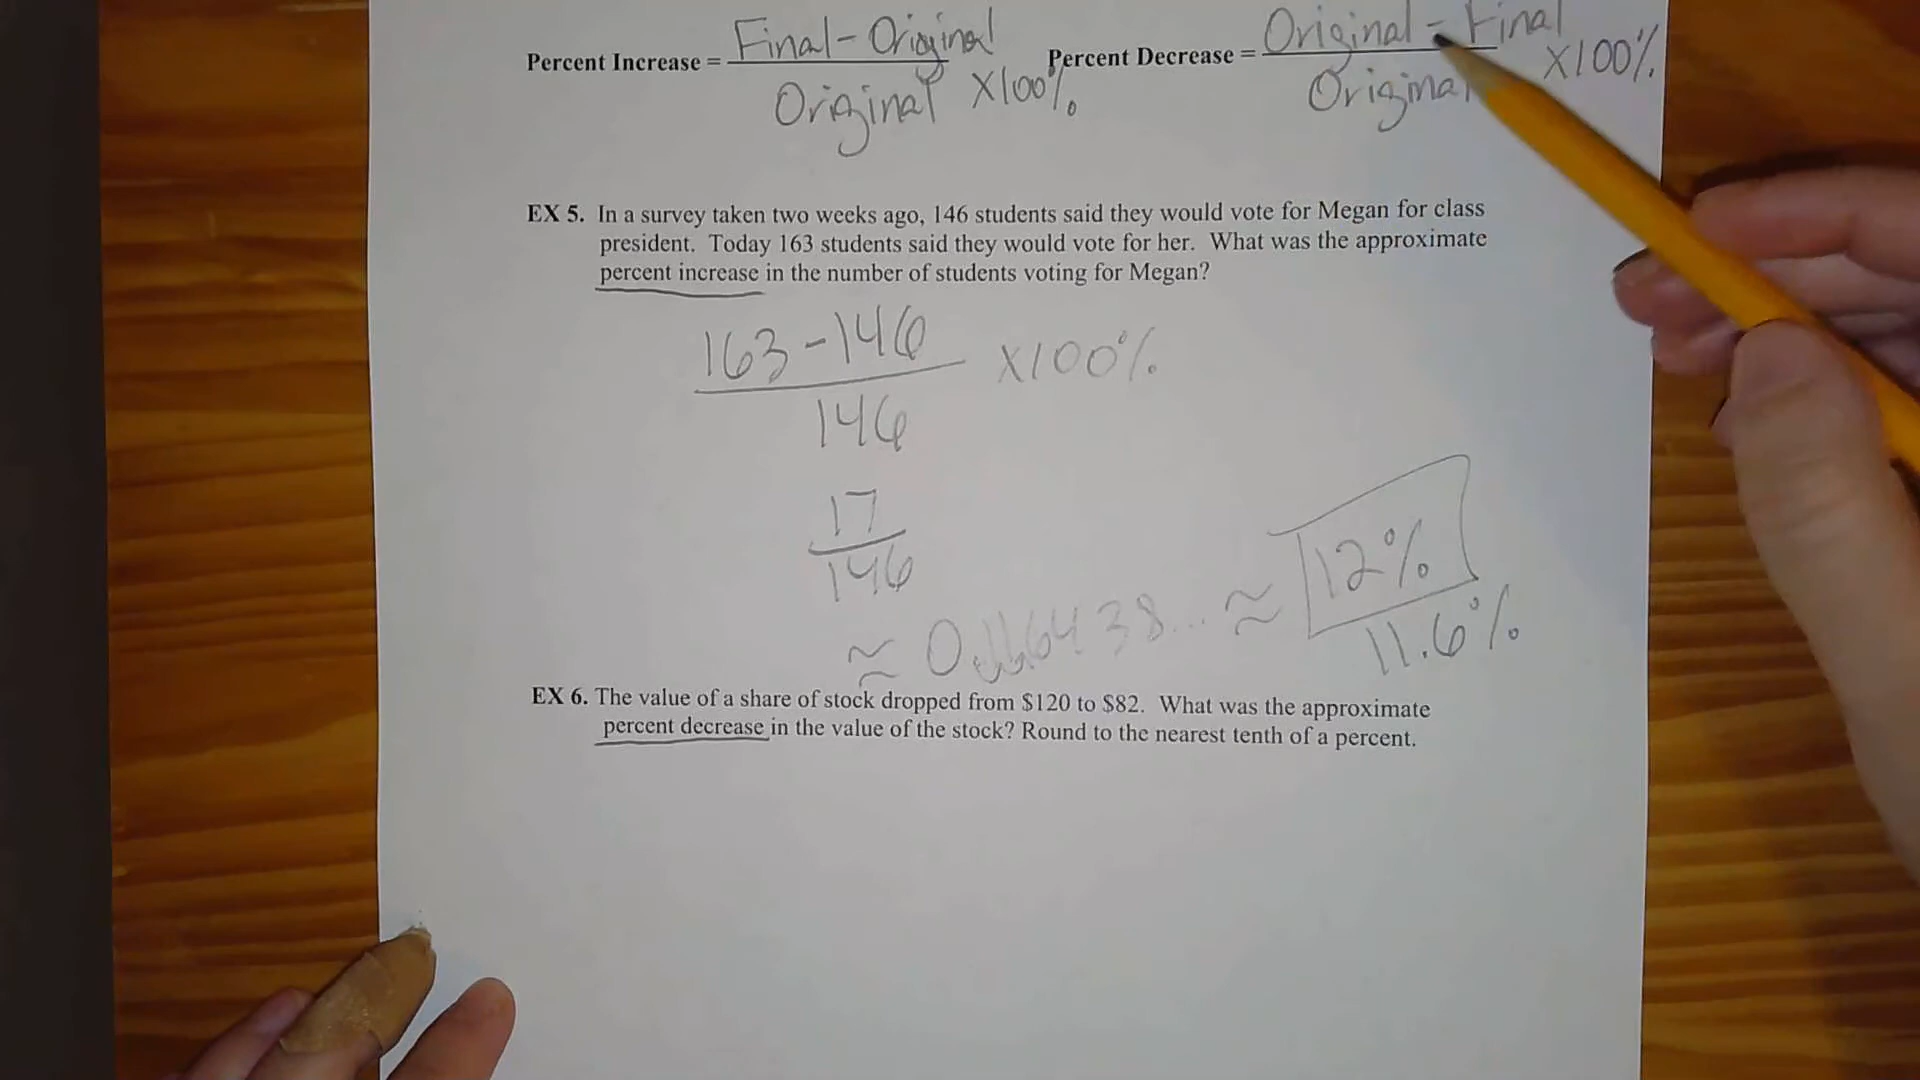 Percent Increase = Final - Original / Original X100% Percent Decrease = Original - Final / Original X100%
EX 5. In a survey taken two weeks ago, 146 students said they would vote for Megan for class
president. Today 163 students said they would vote for her. What was the approximate
percent increase in the number of students voting for Megan?
163 - 146 X100%
146
17
146
≈ 0.116438... ≈ 12%
11.6%
EX 6. The value of a share of stock dropped from $120 to $82. What was the approximate
percent decrease in the value of the stock? Round to the nearest tenth of a percent.